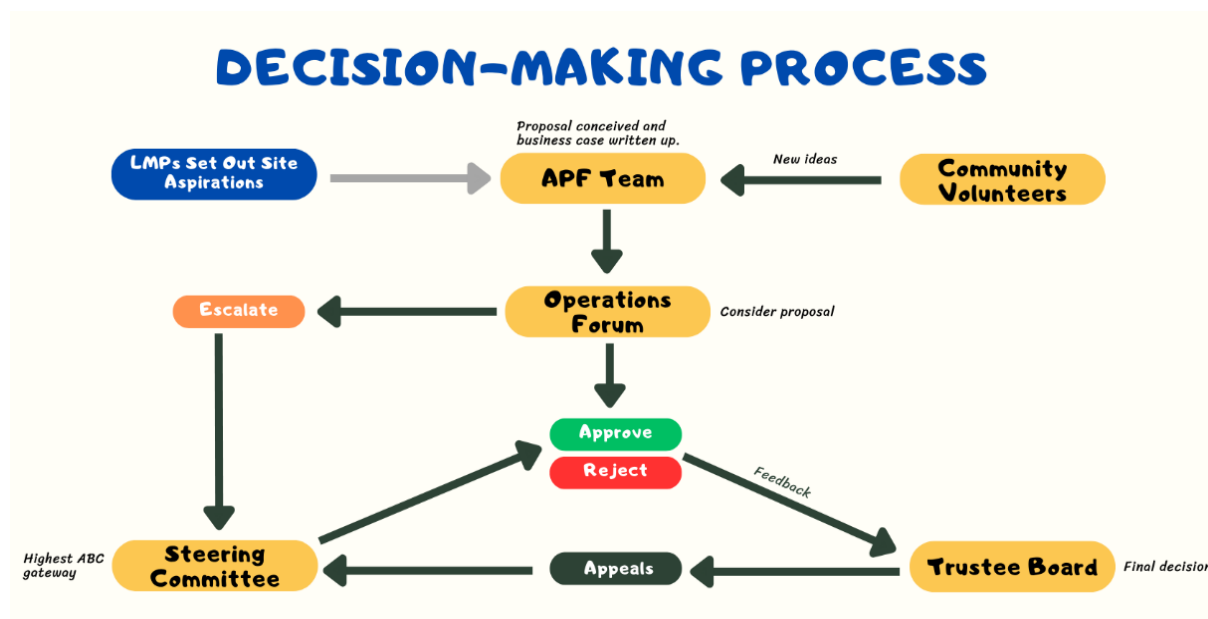 DECISION-MAKING PROCESS
Proposal conceived and
business case written up.
LMPs Set Out Site
Aspirations
APF Team
New ideas
Community
Volunteers
Escalate
Operations
Forum
Consider proposal
Approve
Reject
Feedback
Highest ABC
gateway
Steering
Committee
Appeals
Trustee Board
Final decision